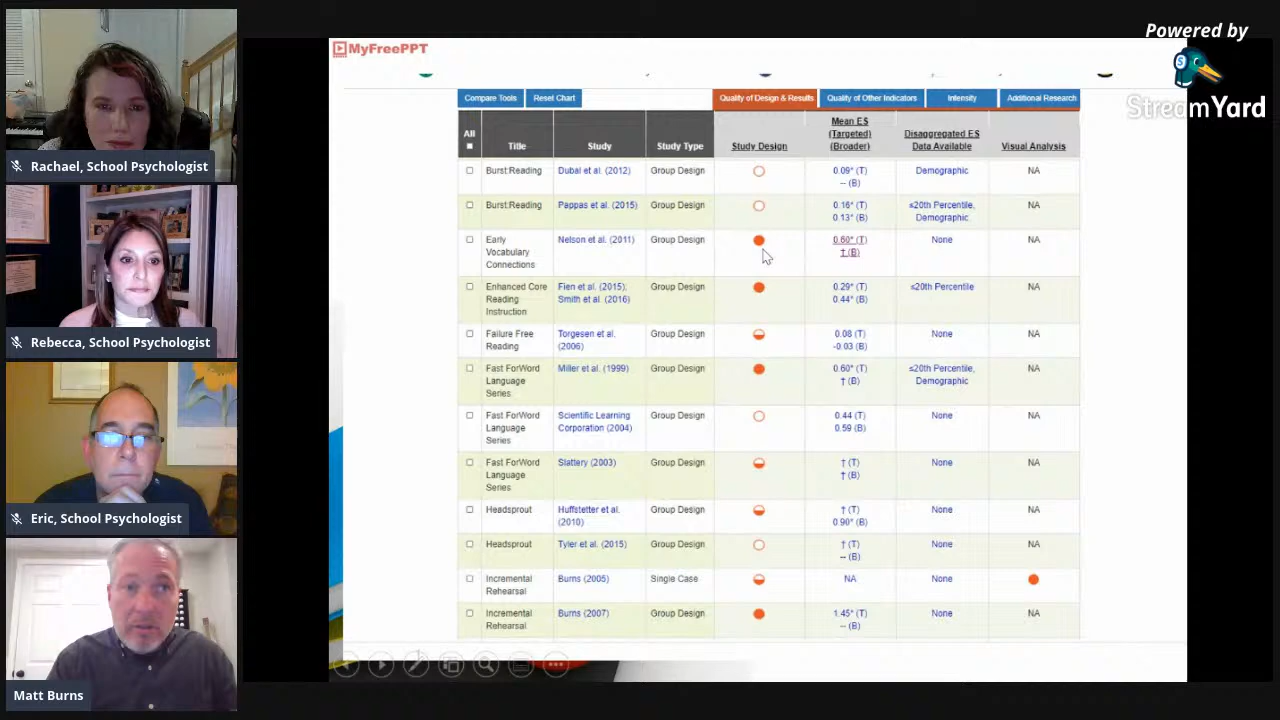 Rachael, School Psychologist
Rebecca, School Psychologist
Eric, School Psychologist
Matt Burns
MyFreePPT
Powered by
StreamYard
Compare Tools Reset Chart Quality of Design & Results Quality of Other Indicators Intensity Additional Research
All Title Study Study Type Study Design Mean ES (Targeted) (Broader) Disaggregated ES Data Available Visual Analysis
Burst:Reading Dubal et al. (2012) Group Design 0.09* (T) Demographic NA
-- (B)
Burst:Reading Pappas et al. (2015) Group Design 0.16* (T) ≤20th Percentile, NA
0.13* (B) Demographic
Early Nelson et al. (2011) Group Design 0.60* (T) None NA
Vocabulary † (B)
Connections
Enhanced Core Fien et al. (2015); Group Design 0.29* (T) ≤20th Percentile NA
Reading Smith et al. (2016) 0.44* (B)
Instruction
Failure Free Torgesen et al. Group Design 0.08 (T) None NA
Reading (2006) -0.03 (B)
Fast ForWord Miller et al. (1999) Group Design 0.60* (T) ≤20th Percentile, NA
Language † (B) Demographic
Series
Fast ForWord Scientific Learning Group Design 0.44 (T) None NA
Language Corporation (2004) 0.59 (B)
Series
Fast ForWord Slattery (2003) Group Design † (T) None NA
Language † (B)
Series
Headsprout Huffstetter et al. Group Design † (T) None NA
(2010) 0.90* (B)
Headsprout Tyler et al. (2015) Group Design † (T) None NA
-- (B)
Incremental Burns (2005) Single Case NA None
Rehearsal
Incremental Burns (2007) Group Design 1.45* (T) None NA
Rehearsal -- (B)